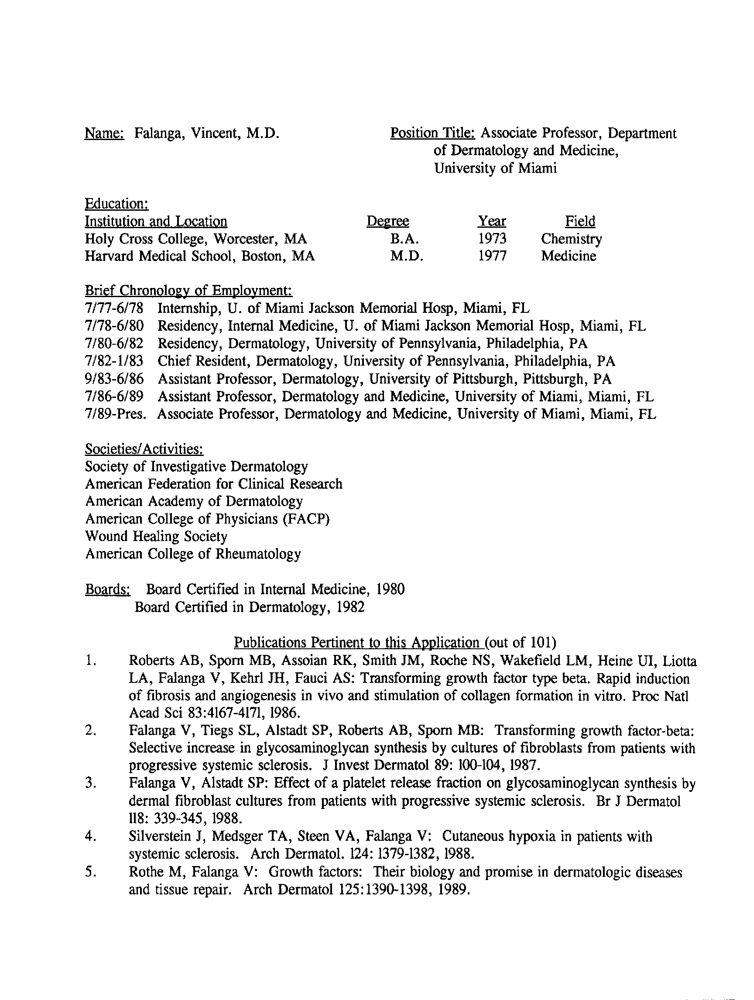 Name: Falanga, Vincent, M.D. Position Title: Associate Professor, Department
of Dermatology and Medicine,
University of Miami
Education:
Institution and Location Degree Year Field
Holy Cross College, Worcester, MA B.A. 1973 Chemistry
Harvard Medical School, Boston, MA M.D. 1977 Medicine
Brief Chronology of Employment:
7/77-6/78 Internship, U. of Miami Jackson Memorial Hosp, Miami, FL
7/78-6/80 Residency, Internal Medicine, U. of Miami Jackson Memorial Hosp, Miami, FL
7/80-6/82 Residency, Dermatology, University of Pennsylvania, Philadelphia, PA
7/82-1/83 Chief Resident, Dermatology, University of Pennsylvania, Philadelphia, PA
9/83-6/86 Assistant Professor, Dermatology, University of Pittsburgh, Pittsburgh, PA
7/86-6/89 Assistant Professor, Dermatology and Medicine, University of Miami, Miami, FL
7/89-Pres. Associate Professor, Dermatology and Medicine, University of Miami, Miami, FL
Societies/Activities:
Society of Investigative Dermatology
American Federation for Clinical Research
American Academy of Dermatology
American College of Physicians (FACP)
Wound Healing Society
American College of Rheumatology
Boards: Board Certified in Internal Medicine, 1980
Board Certified in Dermatology, 1982
Publications Pertinent to this Application (out of 101)
1. Roberts AB, Sporn MB, Assoian RK, Smith JM, Roche NS, Wakefield LM, Heine UI, Liotta
LA, Falanga V, Kehrl JH, Fauci AS: Transforming growth factor type beta. Rapid induction
of fibrosis and angiogenesis in vivo and stimulation of collagen formation in vitro. Proc Natl
Acad Sci 83:4167-4171, 1986.
2. Falanga V, Tiegs SL, Alstadt SP, Roberts AB, Sporn MB: Transforming growth factor-beta:
Selective increase in glycosaminoglycan synthesis by cultures of fibroblasts from patients with
progressive systemic sclerosis. J Invest Dermatol 89: 100-104, 1987.
3. Falanga V, Alstadt SP: Effect of a platelet release fraction on glycosaminoglycan synthesis by
dermal fibroblast cultures from patients with progressive systemic sclerosis. Br J Dermatol
118: 339-345, 1988.
4. Silverstein J, Medsger TA, Steen VA, Falanga V: Cutaneous hypoxia in patients with
systemic sclerosis. Arch Dermatol. 124: 1379-1382, 1988.
5. Rothe M, Falanga V: Growth factors: Their biology and promise in dermatologic diseases
and tissue repair. Arch Dermatol 125:1390-1398, 1989.